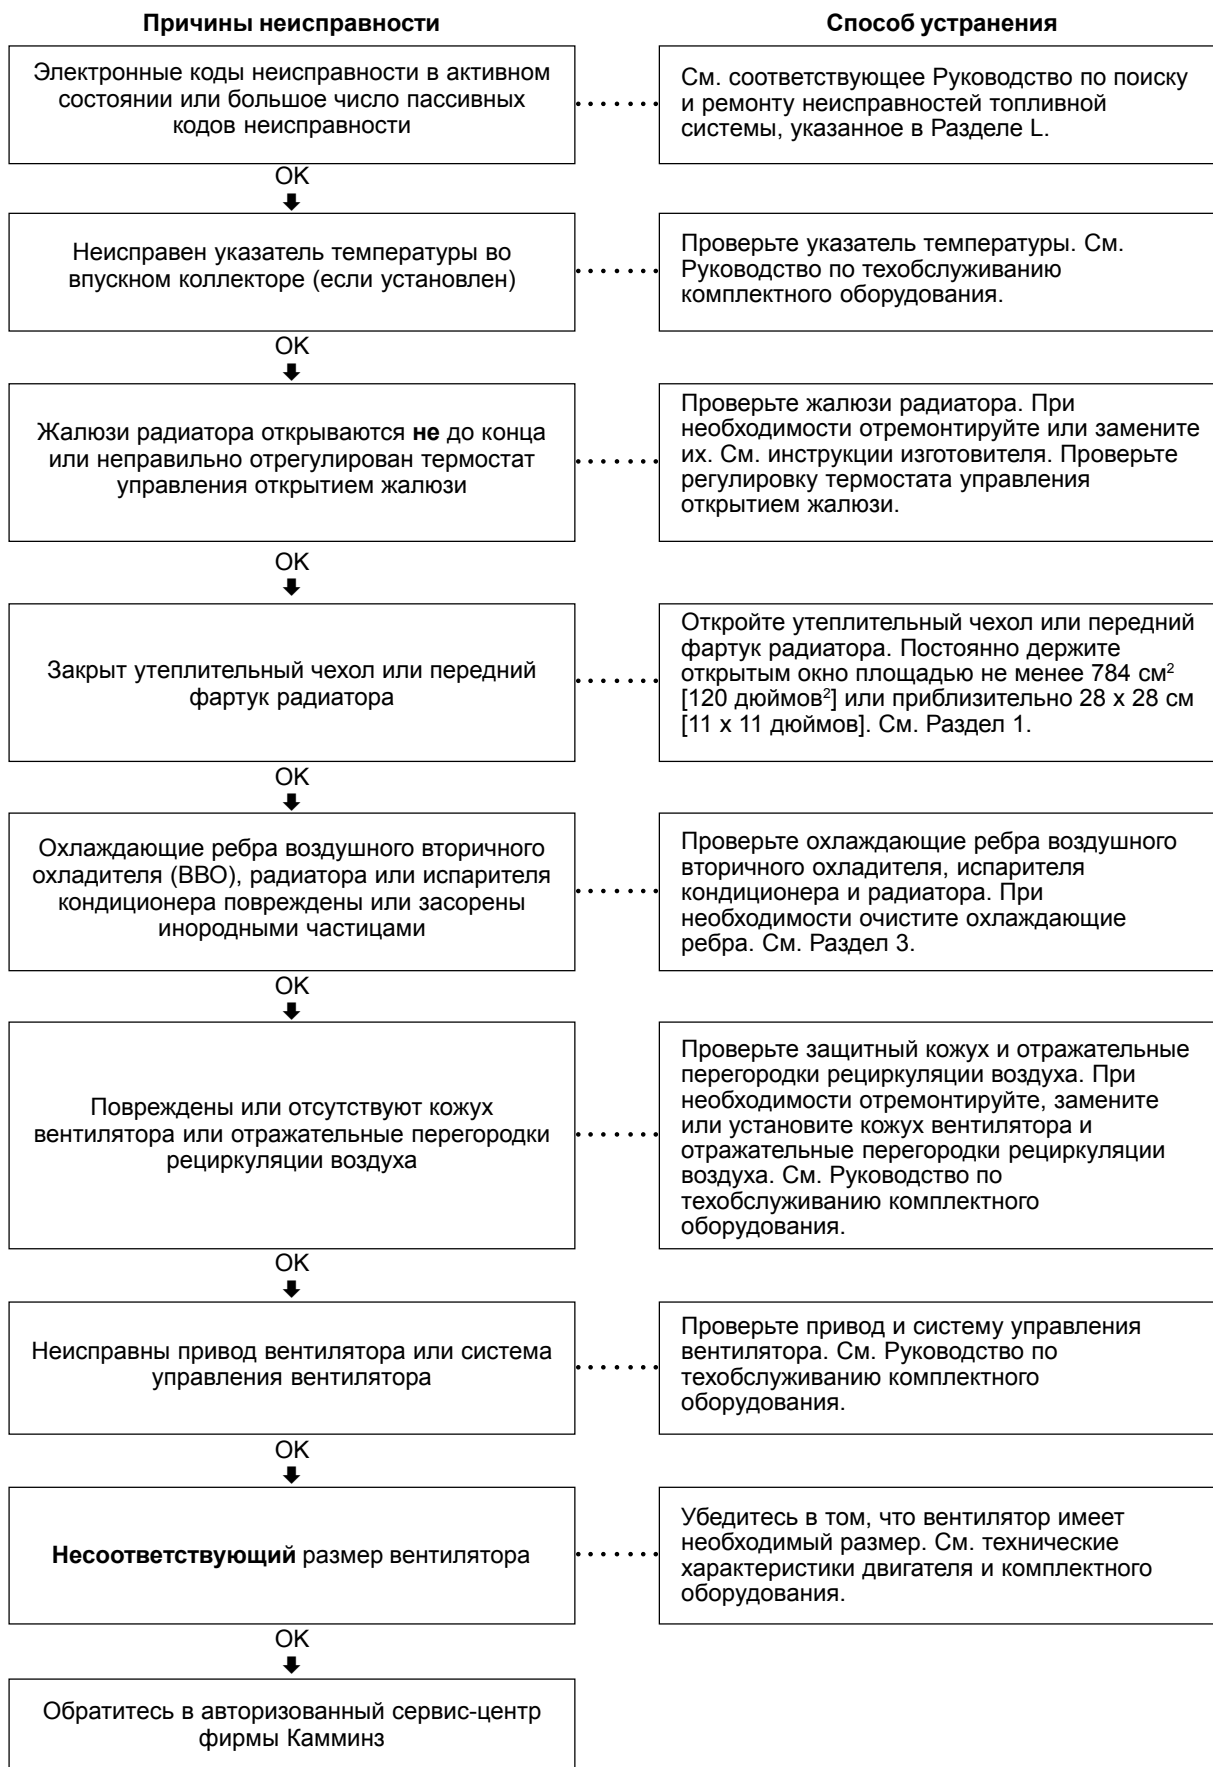 Причины неисправности
Способ устранения
Электронные коды неисправности в активном
состоянии или большое число пассивных
кодов неисправности
См. соответствующее Руководство по поиску
и ремонту неисправностей топливной
системы, указанное в Разделе L.
OK
Неисправен указатель температуры во
впускном коллекторе (если установлен)
Проверьте указатель температуры. См.
Руководство по техобслуживанию
комплектного оборудования.
OK
Жалюзи радиатора открываются не до конца
или неправильно отрегулирован термостат
управления открытием жалюзи
Проверьте жалюзи радиатора. При
необходимости отремонтируйте или замените
их. См. инструкции изготовителя. Проверьте
регулировку термостата управления
открытием жалюзи.
OK
Закрыт утеплительный чехол или передний
фартук радиатора
Откройте утеплительный чехол или передний
фартук радиатора. Постоянно держите
открытым окно площадью не менее 784 см²
[120 дюймов²] или приблизительно 28 x 28 см
[11 x 11 дюймов]. См. Раздел 1.
OK
Охлаждающие ребра воздушного вторичного
охладителя (ВВО), радиатора или испарителя
кондиционера повреждены или засорены
инородными частицами
Проверьте охлаждающие ребра воздушного
вторичного охладителя, испарителя
кондиционера и радиатора. При
необходимости очистите охлаждающие
ребра. См. Раздел 3.
OK
Повреждены или отсутствуют кожух
вентилятора или отражательные перегородки
рециркуляции воздуха
Проверьте защитный кожух и отражательные
перегородки рециркуляции воздуха. При
необходимости отремонтируйте, замените
или установите кожух вентилятора и
отражательные перегородки рециркуляции
воздуха. См. Руководство по
техобслуживанию комплектного
оборудования.
OK
Неисправны привод вентилятора или система
управления вентилятора
Проверьте привод и систему управления
вентилятора. См. Руководство по
техобслуживанию комплектного
оборудования.
OK
Несоответствующий размер вентилятора
Убедитесь в том, что вентилятор имеет
необходимый размер. См. технические
характеристики двигателя и комплектного
оборудования.
OK
Обратитесь в авторизованный сервис-центр
фирмы Камминз